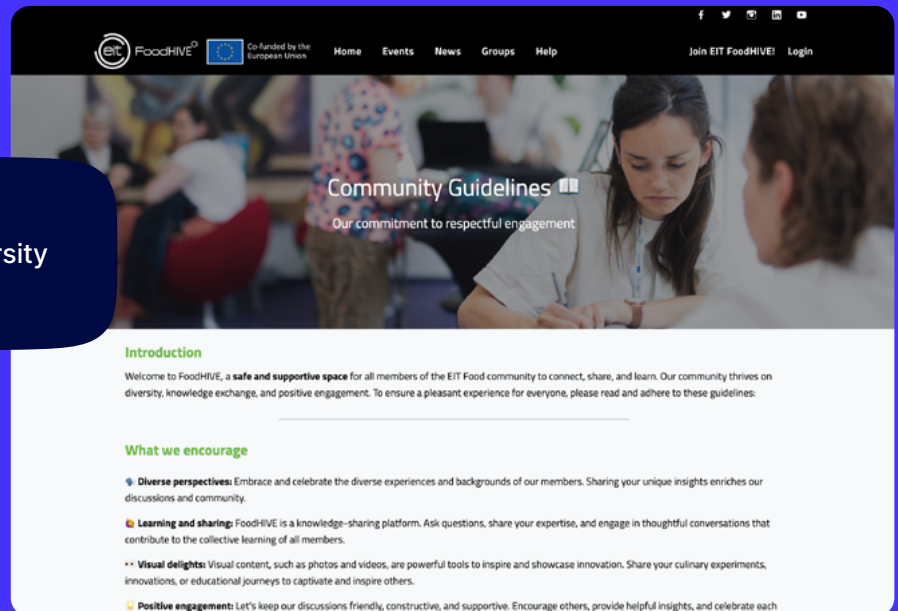 eit FoodHIVE
Co-funded by the
European Union
Home Events News Groups Help
Join EIT FoodHIVE! Login
Community Guidelines
Our commitment to respectful engagement
rsity
Introduction
Welcome to FoodHIVE, a safe and supportive space for all members of the EIT Food community to connect, share, and learn. Our community thrives on
diversity, knowledge exchange, and positive engagement. To ensure a pleasant experience for everyone, please read and adhere to these guidelines:
What we encourage
Diverse perspectives: Embrace and celebrate the diverse experiences and backgrounds of our members. Sharing your unique insights enriches our
discussions and community.
Learning and sharing: FoodHIVE is a knowledge-sharing platform. Ask questions, share your expertise, and engage in thoughtful conversations that
contribute to the collective learning of all members.
Visual delights: Visual content, such as photos and videos, are powerful tools to inspire and showcase innovation. Share your culinary experiments,
innovations, or educational journeys to captivate and inspire others.
Positive engagement: Let's keep our discussions friendly, constructive, and supportive. Encourage others, provide helpful insights, and celebrate each